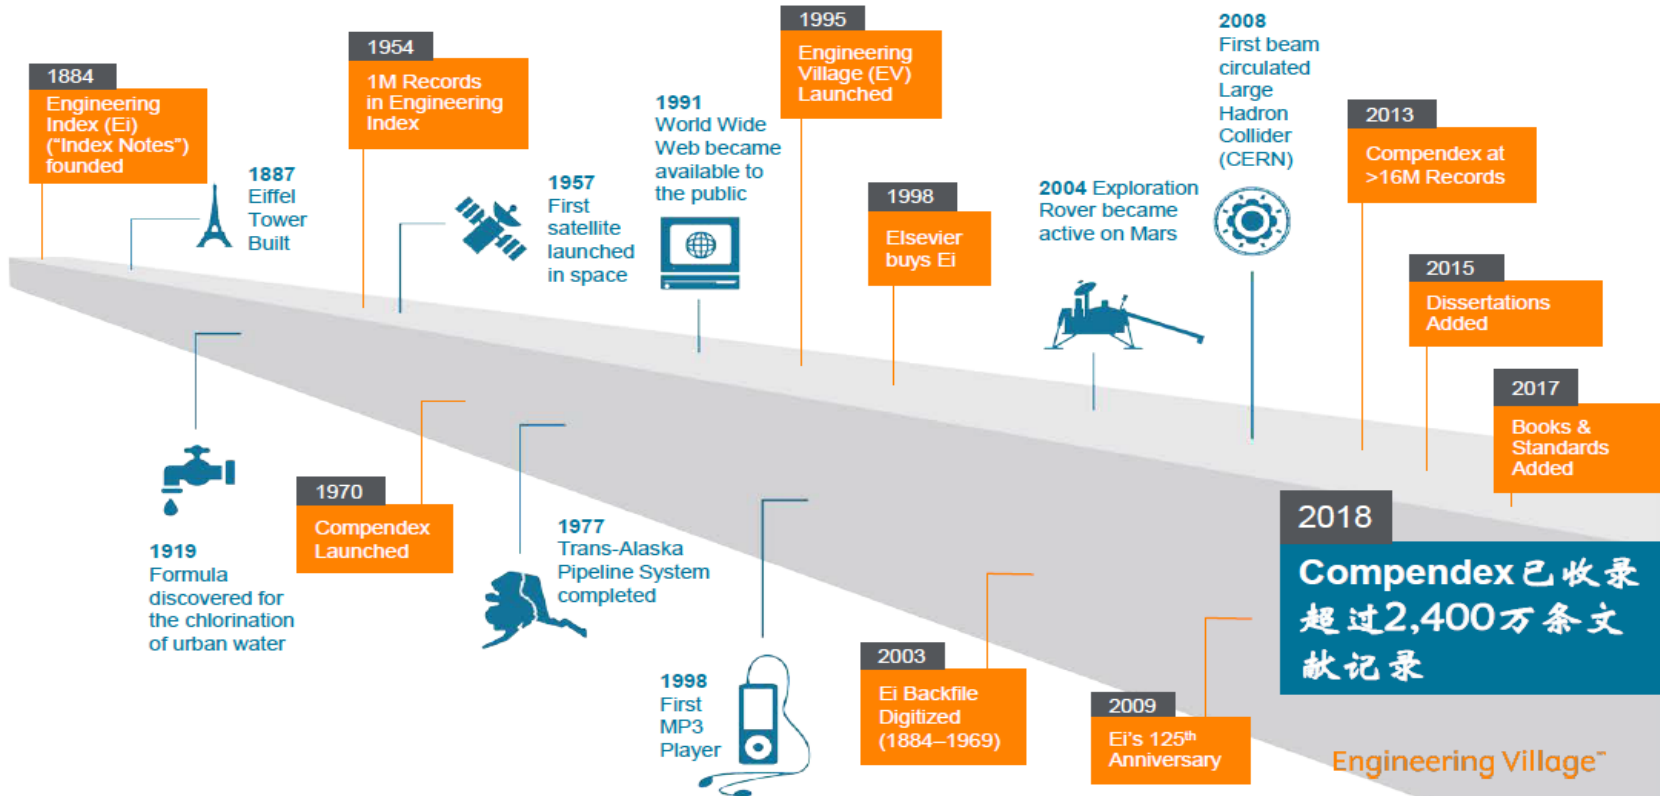 1884
Engineering
Index (Ei)
("Index Notes")
founded
1887
Eiffel
Tower
Built
1954
1M Records
in Engineering
Index
1957
First
satellite
launched
in space
1991
World Wide
Web became
available to
the public
1995
Engineering
Village (EV)
Launched
1998
Elsevier
buys Ei
2004 Exploration
Rover became
active on Mars
2008
First beam
circulated
Large
Hadron
Collider
(CERN)
2013
Compendex at
>16M Records
2015
Dissertations
Added
2017
Books &
Standards
Added
1919
Formula
discovered for
the chlorination
of urban water
1970
Compendex
Launched
1977
Trans-Alaska
Pipeline System
completed
1998
First
MP3
Player
2003
Ei Backfile
Digitized
(1884–1969)
2009
Ei's 125th
Anniversary
2018
Compendex已收录
超过2,400万条文
献记录
Engineering Village™